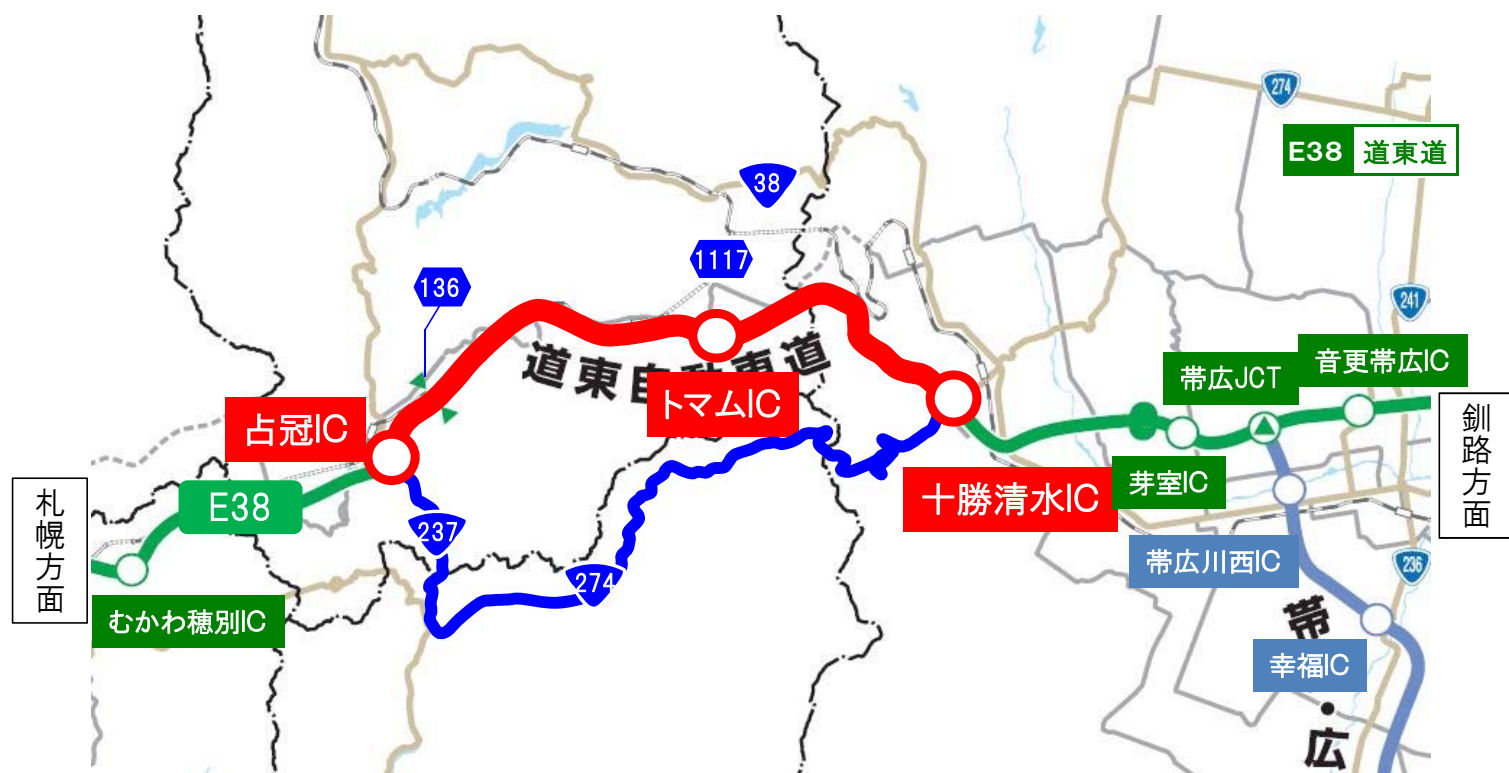 274
E38 道東道
38
1117
136
241
道東自動車道
音更帯広IC
帯広JCT
トマムIC
占冠IC
釧路方面
札幌方面
E38
十勝清水IC
芽室IC
237
帯広川西IC
236
274
むかわ穂別IC
帯広
幸福IC